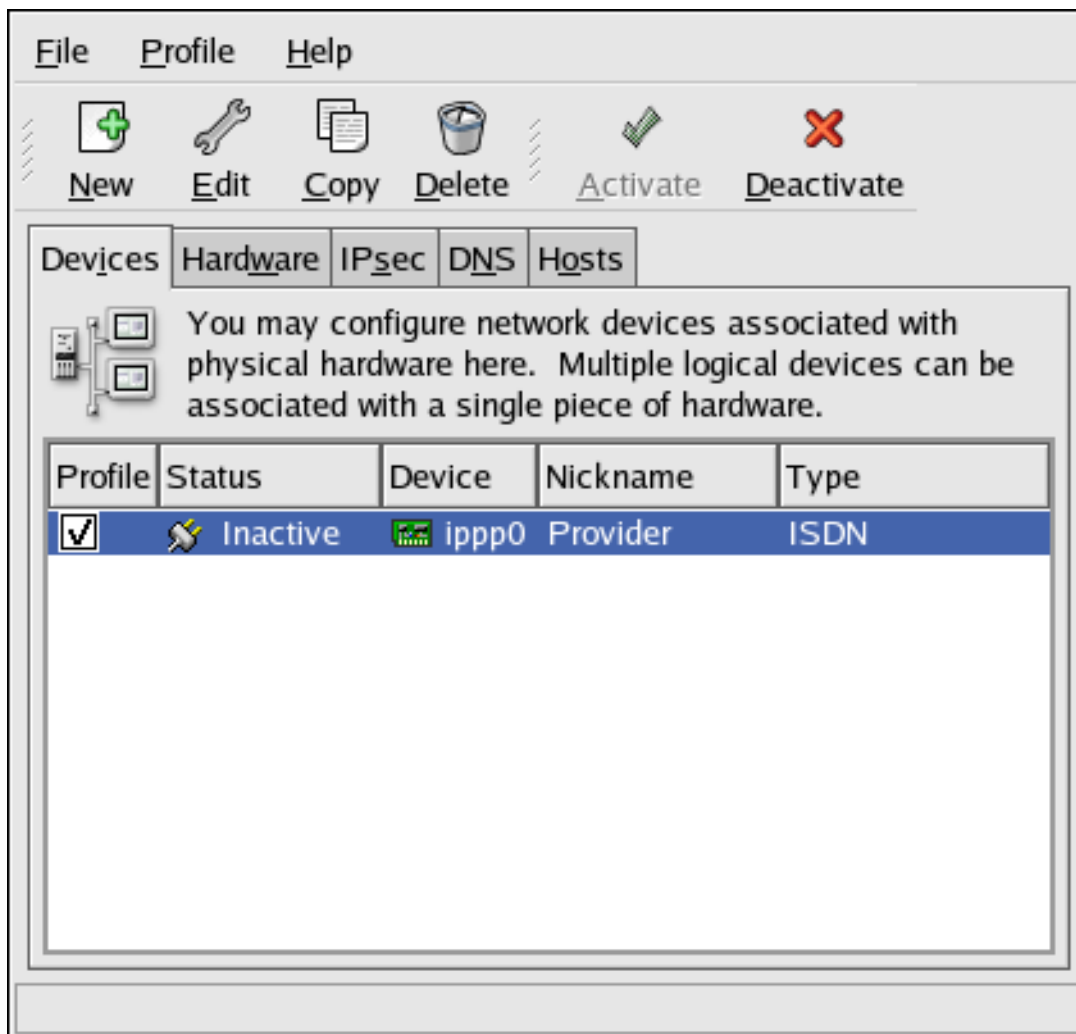 File Profile Help
New Edit Copy Delete Activate Deactivate
Devices Hardware IPsec DNS Hosts
You may configure network devices associated with
physical hardware here.  Multiple logical devices can be
associated with a single piece of hardware.
Profile Status Device Nickname Type
Inactive ippp0 Provider ISDN